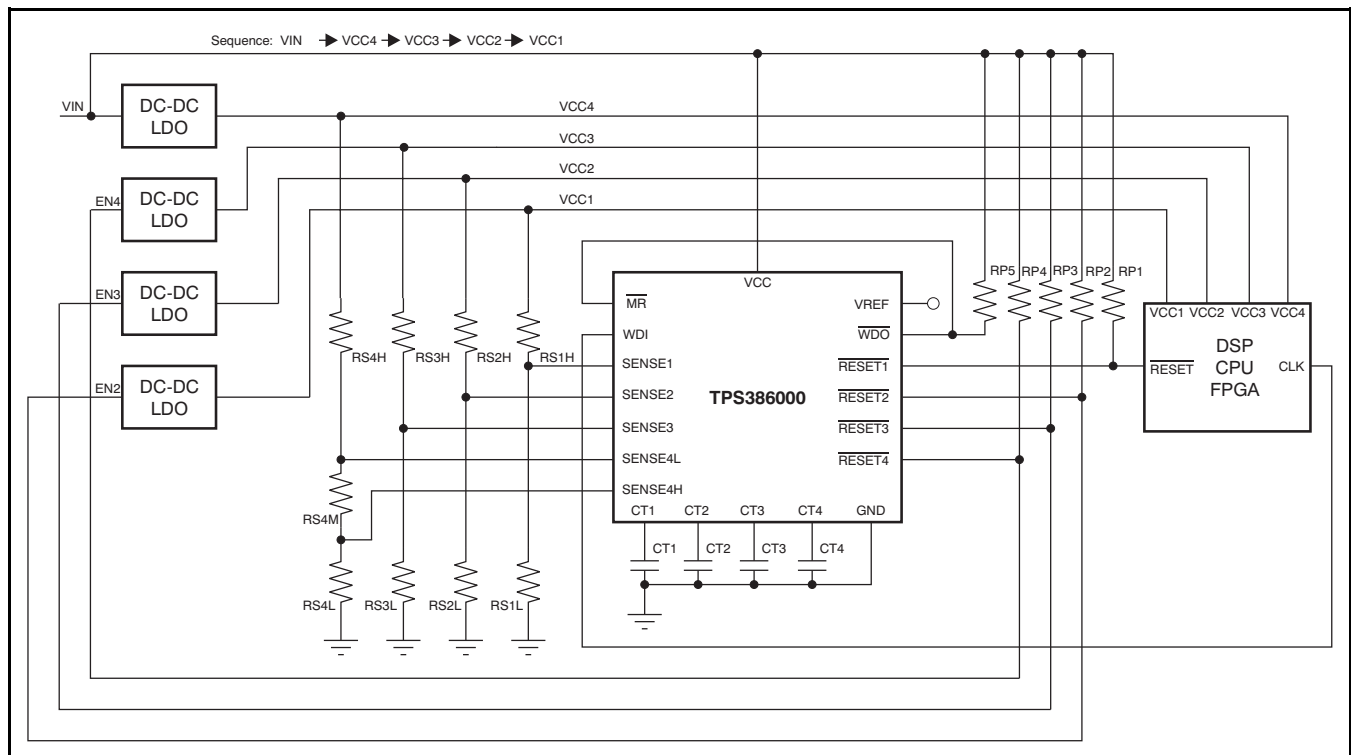 Sequence: VIN → VCC4 → VCC3 → VCC2 → VCC1
VIN
DC-DC
LDO
VCC4
VCC3
EN4
DC-DC
LDO
VCC2
VCC1
EN3
DC-DC
LDO
EN2
DC-DC
LDO
RS4H
RS3H
RS2H
RS1H
RS4M
RS4L
RS3L
RS2L
RS1L
VCC
MR
WDI
SENSE1
SENSE2
SENSE3
SENSE4L
SENSE4H
TPS386000
VREF
WDO
RESET1
RESET2
RESET3
RESET4
CT1
CT2
CT3
CT4
GND
CT1
CT2
CT3
CT4
RP5
RP4
RP3
RP2
RP1
VCC1 VCC2 VCC3 VCC4
RESET
DSP
CPU
FPGA
CLK